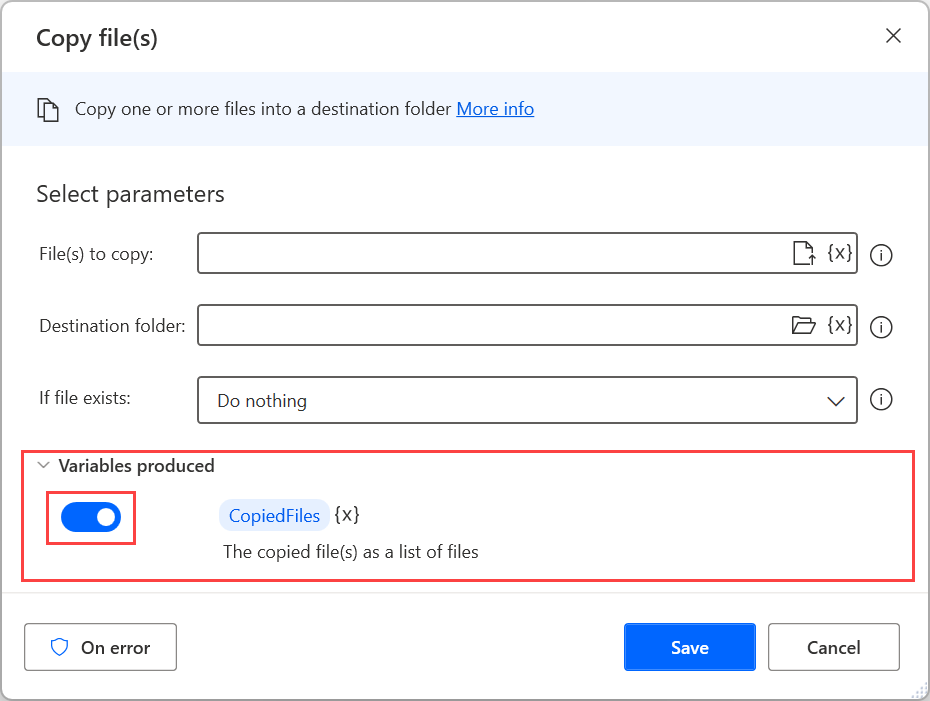 Copy file(s)
Copy one or more files into a destination folder More info
Select parameters
File(s) to copy: {x}
Destination folder: {x}
If file exists: Do nothing
Variables produced
CopiedFiles {x}
The copied file(s) as a list of files
On error Save Cancel